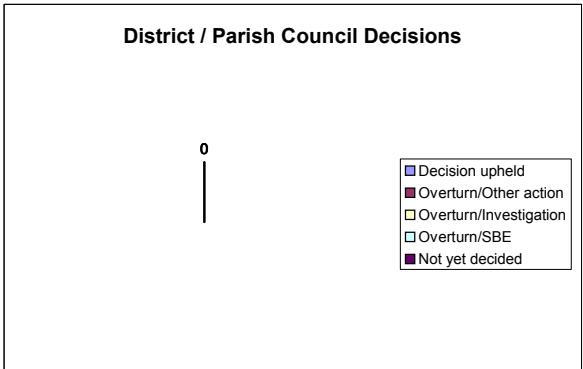 District / Parish Council Decisions
0
Decision upheld
Overturn/Other action
Overturn/Investigation
Overturn/SBE
Not yet decided